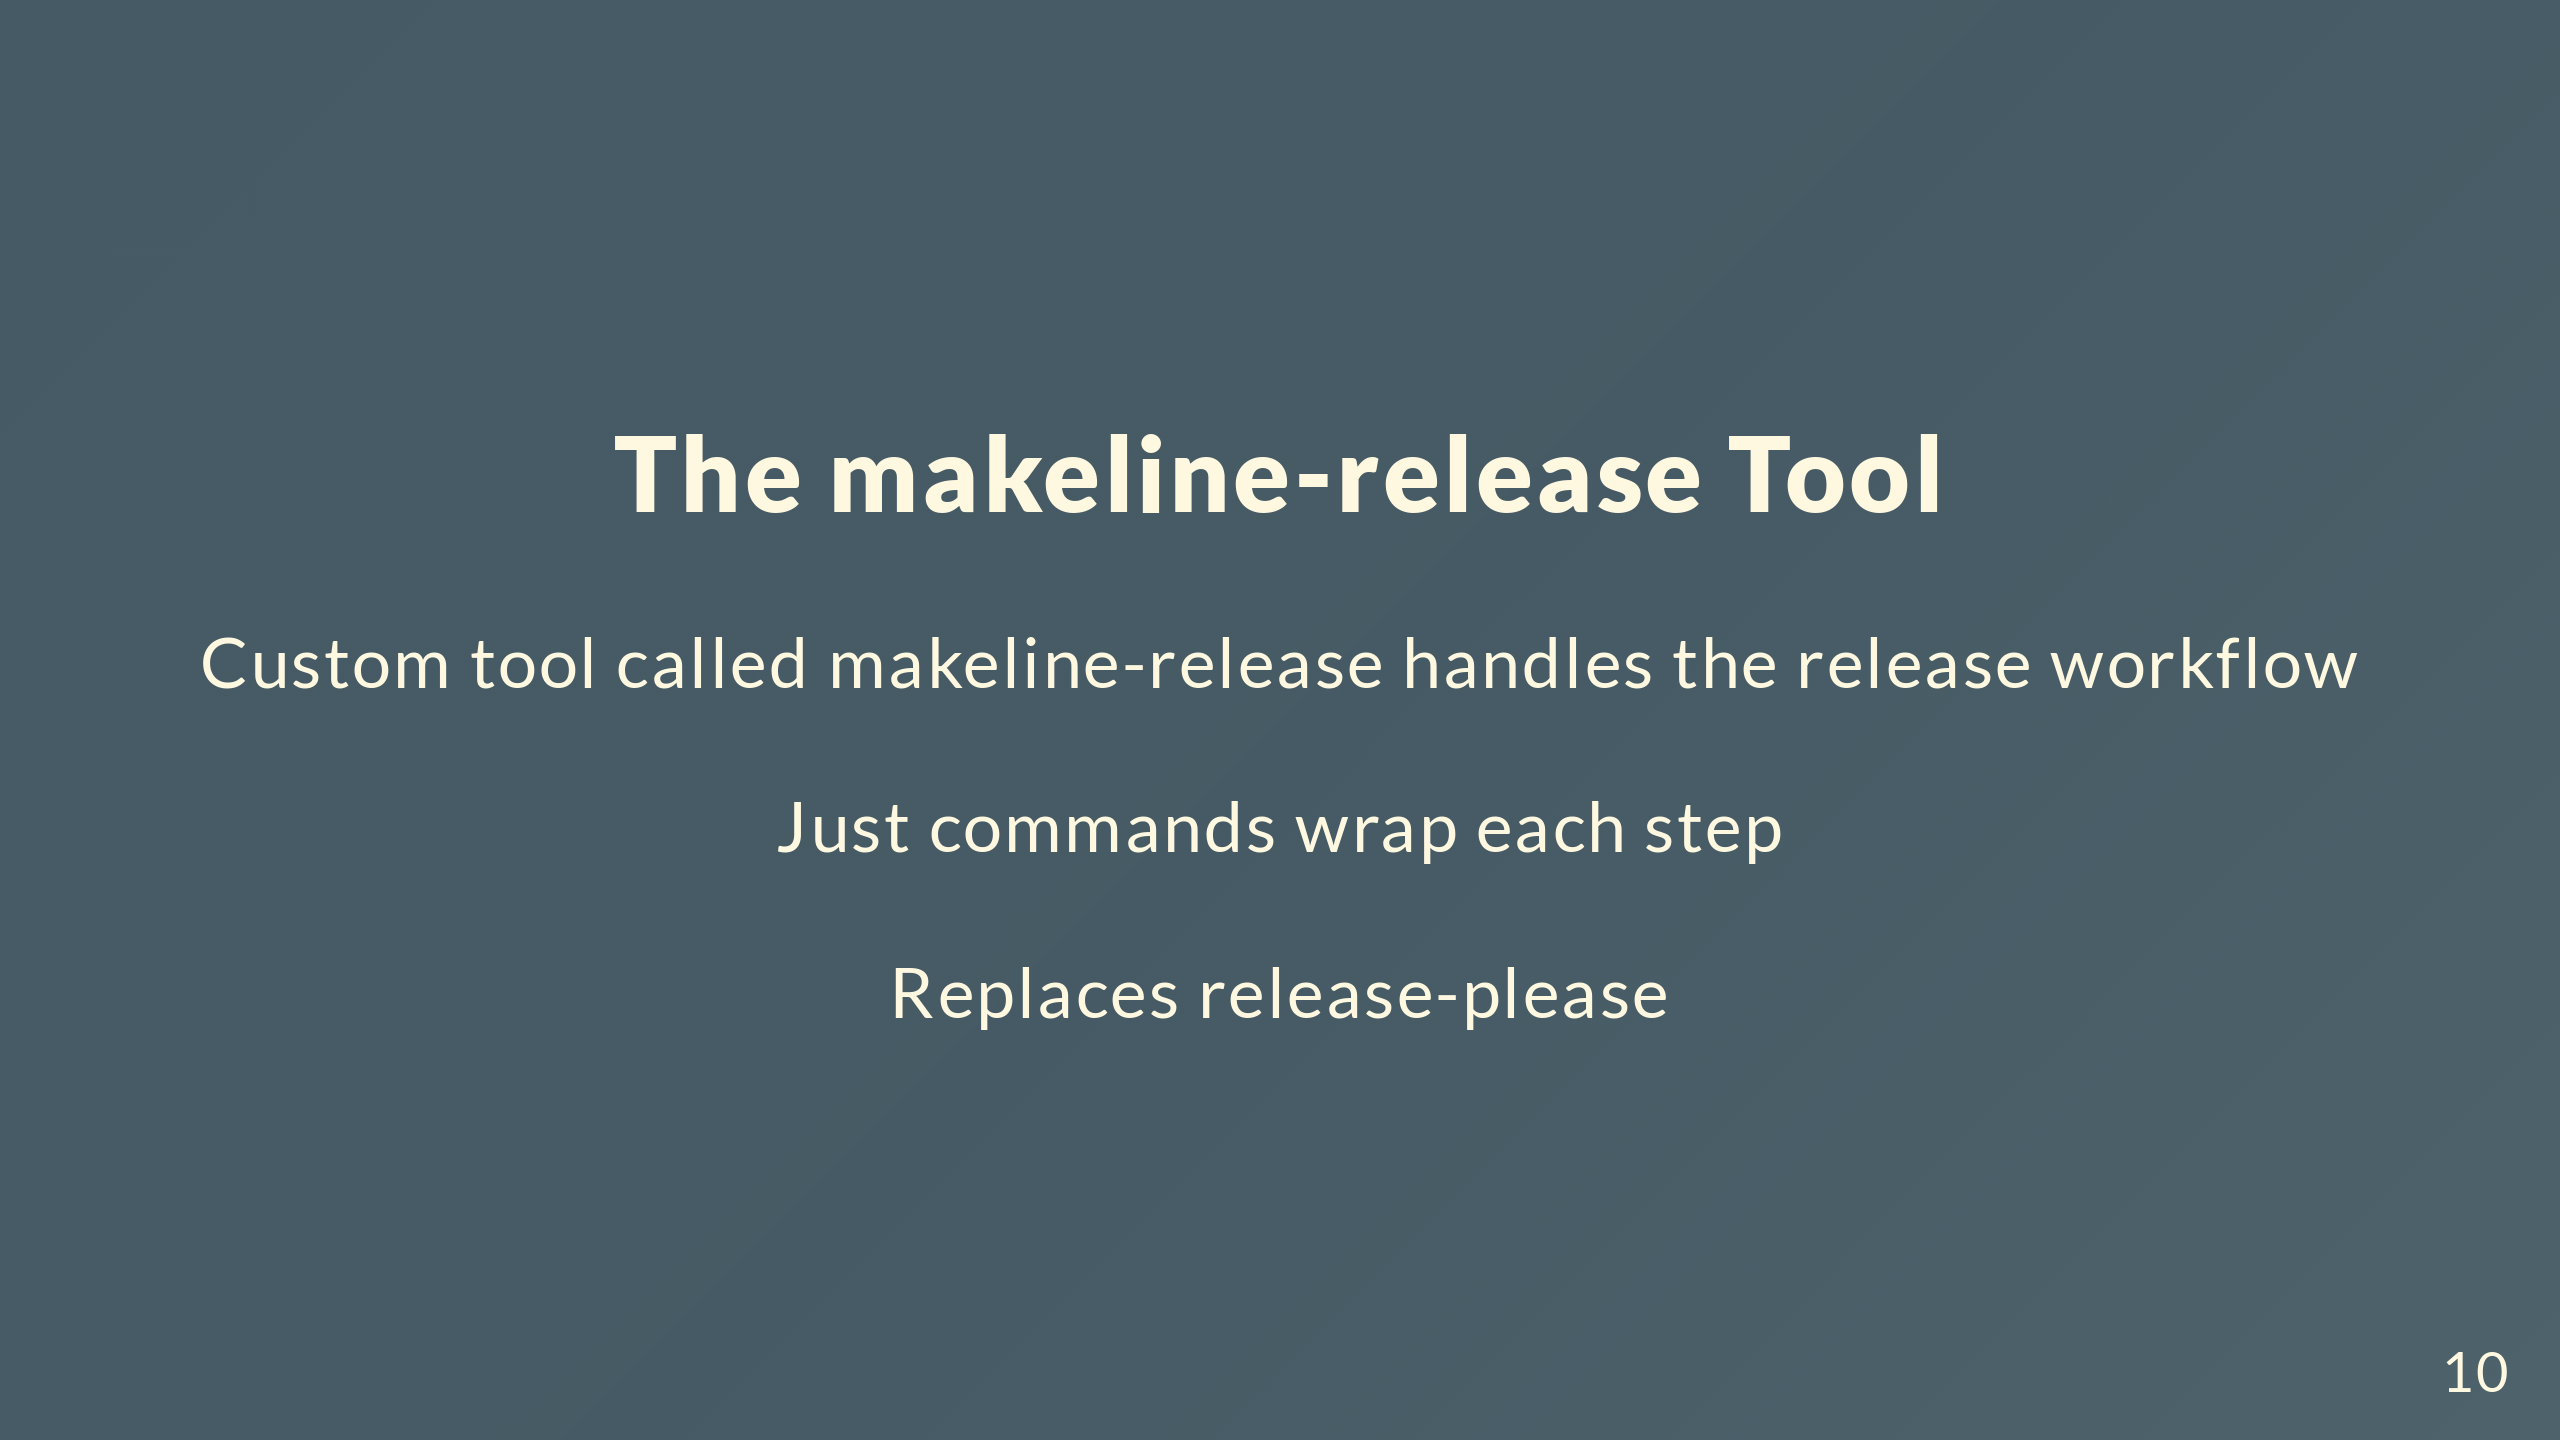 The makeline-release Tool
Custom tool called makeline-release handles the release workflow
Just commands wrap each step
Replaces release-please
10